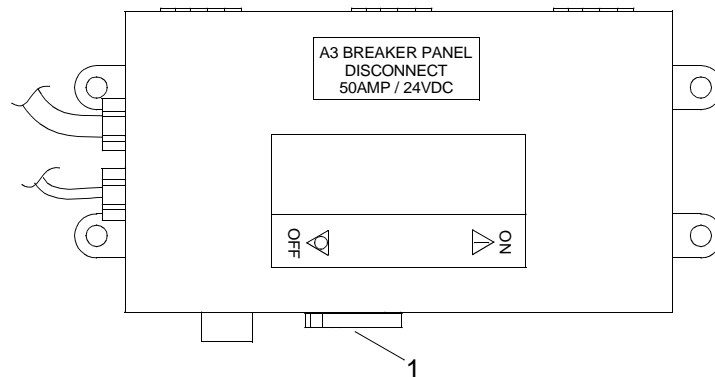 A3 BREAKER PANEL
DISCONNECT
50AMP / 24VDC
OFF
ON
1